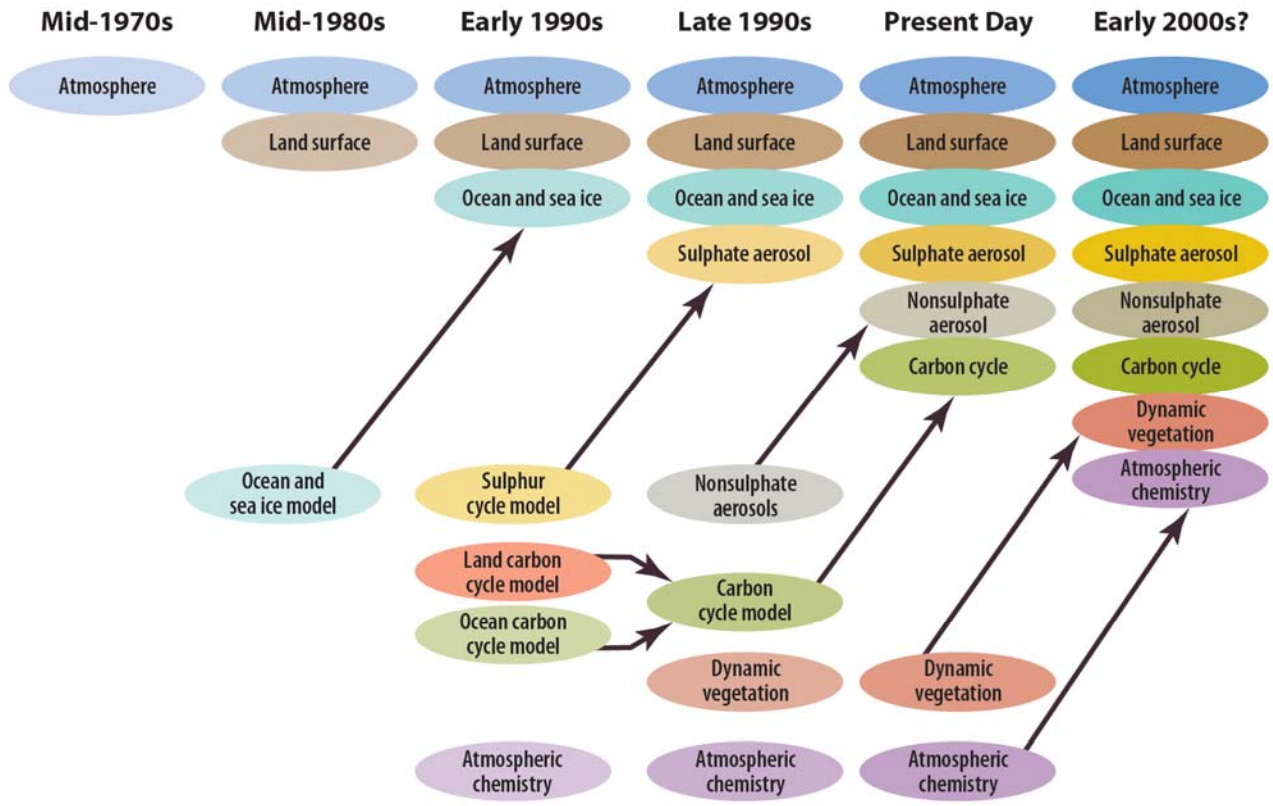 Mid-1970s Mid-1980s Early 1990s Late 1990s Present Day Early 2000s?
Atmosphere Atmosphere Atmosphere Atmosphere Atmosphere Atmosphere
Land surface Land surface Land surface Land surface Land surface
Ocean and sea ice Ocean and sea ice Ocean and sea ice Ocean and sea ice
Sulphate aerosol Sulphate aerosol Sulphate aerosol
Nonsulphate
aerosol
Nonsulphate
aerosol
Carbon cycle Carbon cycle
Dynamic
vegetation
Atmospheric
chemistry
Ocean and
sea ice model
Sulphur
cycle model
Nonsulphate
aerosols
Land carbon
cycle model
Carbon
cycle model
Ocean carbon
cycle model
Dynamic
vegetation
Dynamic
vegetation
Atmospheric
chemistry
Atmospheric
chemistry
Atmospheric
chemistry